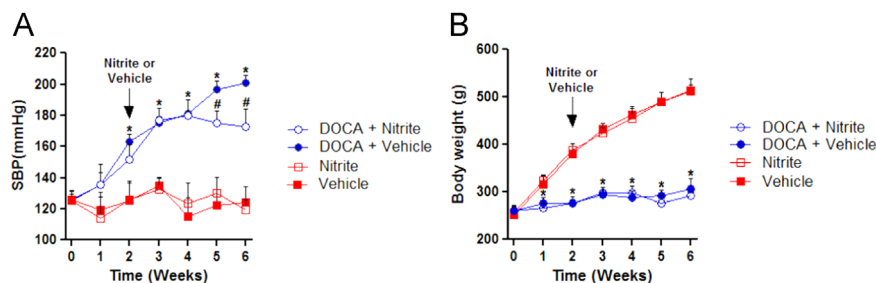 A
SBP(mmHg)
220
200
180
160
140
120
100
Nitrite or
Vehicle
*
*
*
*
*
#
#
0 1 2 3 4 5 6
Time (Weeks)
DOCA + Nitrite
DOCA + Vehicle
Nitrite
Vehicle
B
Body weight (g)
600
500
400
300
200
Nitrite or
Vehicle
* * * * * *
0 1 2 3 4 5 6
Time (Weeks)
DOCA + Nitrite
DOCA + Vehicle
Nitrite
Vehicle